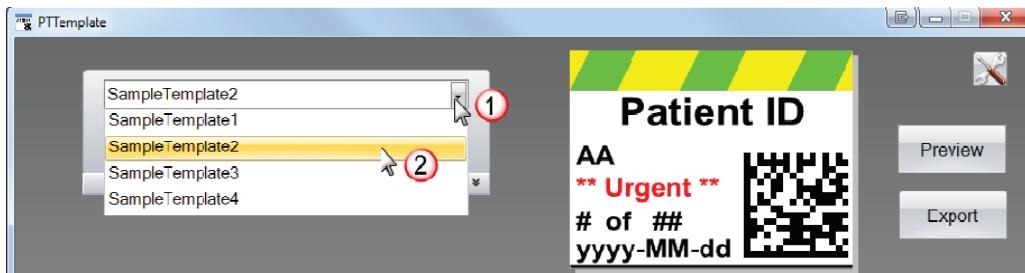 PTTemplate
SampleTemplate2
1
SampleTemplate1
SampleTemplate2
2
SampleTemplate3
SampleTemplate4
Patient ID
AA
** Urgent **
# of ##
yyyy-MM-dd
Preview
Export